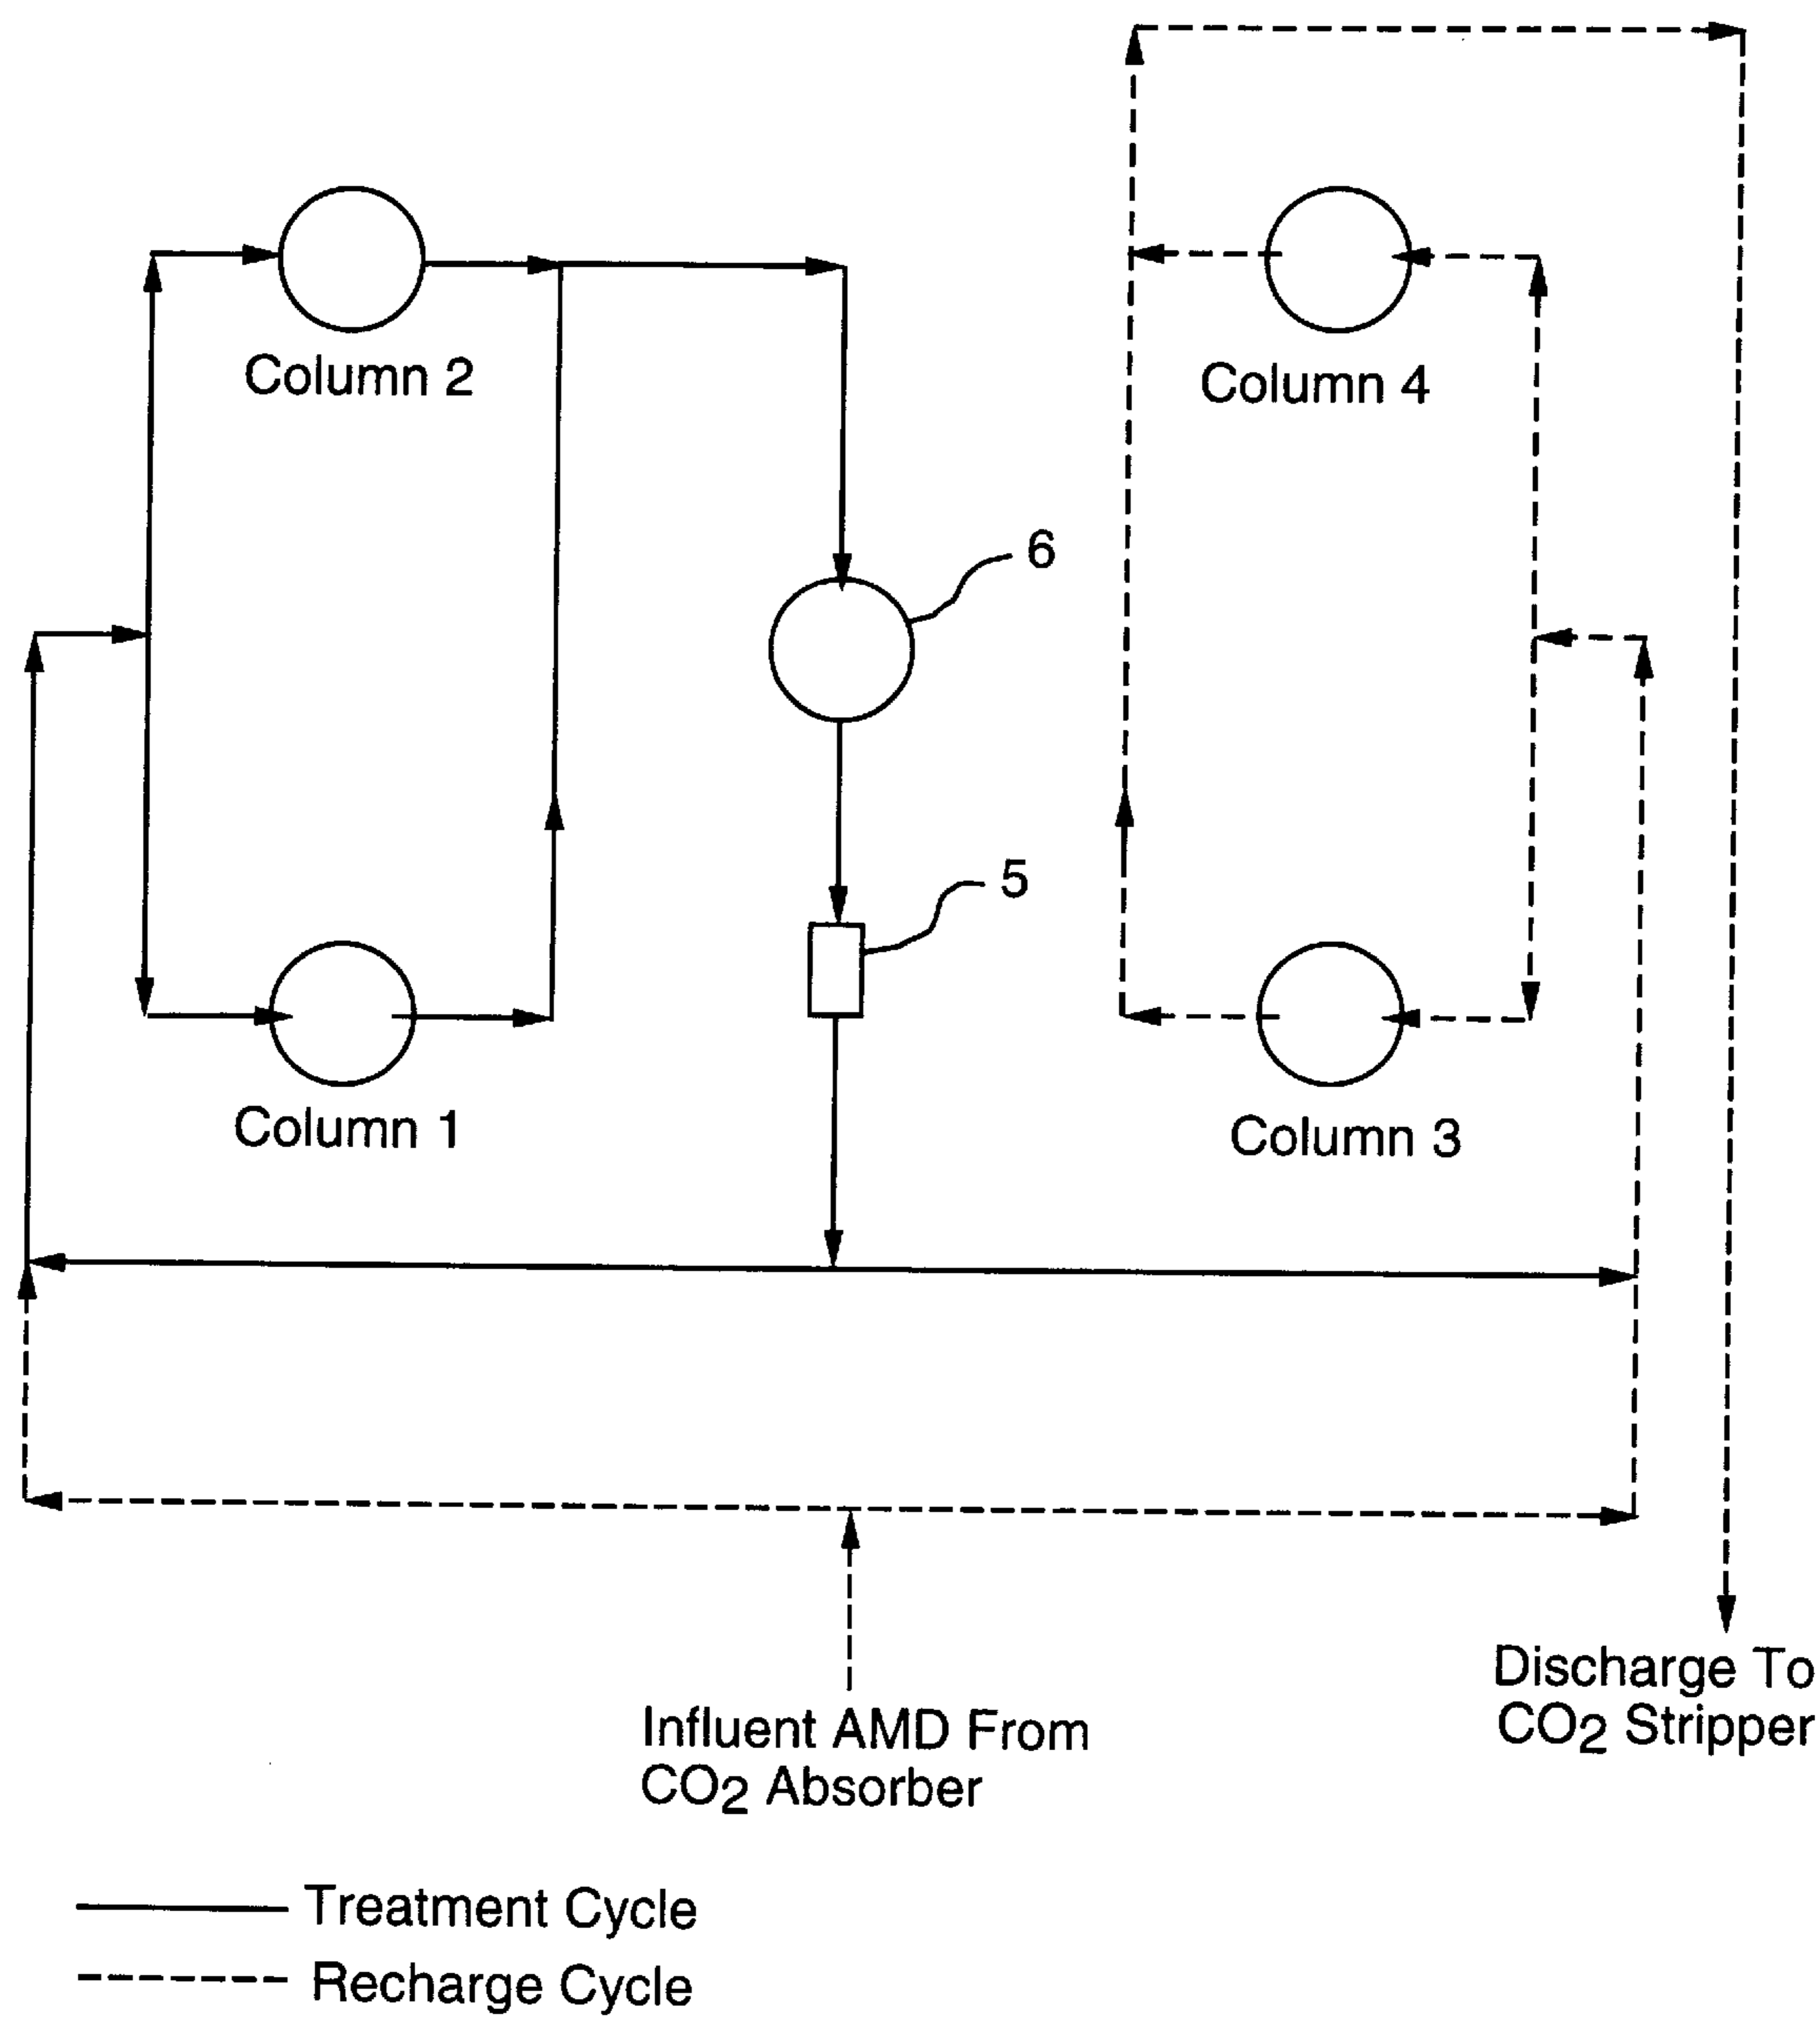 Column 2
Column 4
6
5
Column 1
Column 3
Discharge To
CO2 Stripper
Influent AMD From
CO2 Absorber
Treatment Cycle
Recharge Cycle